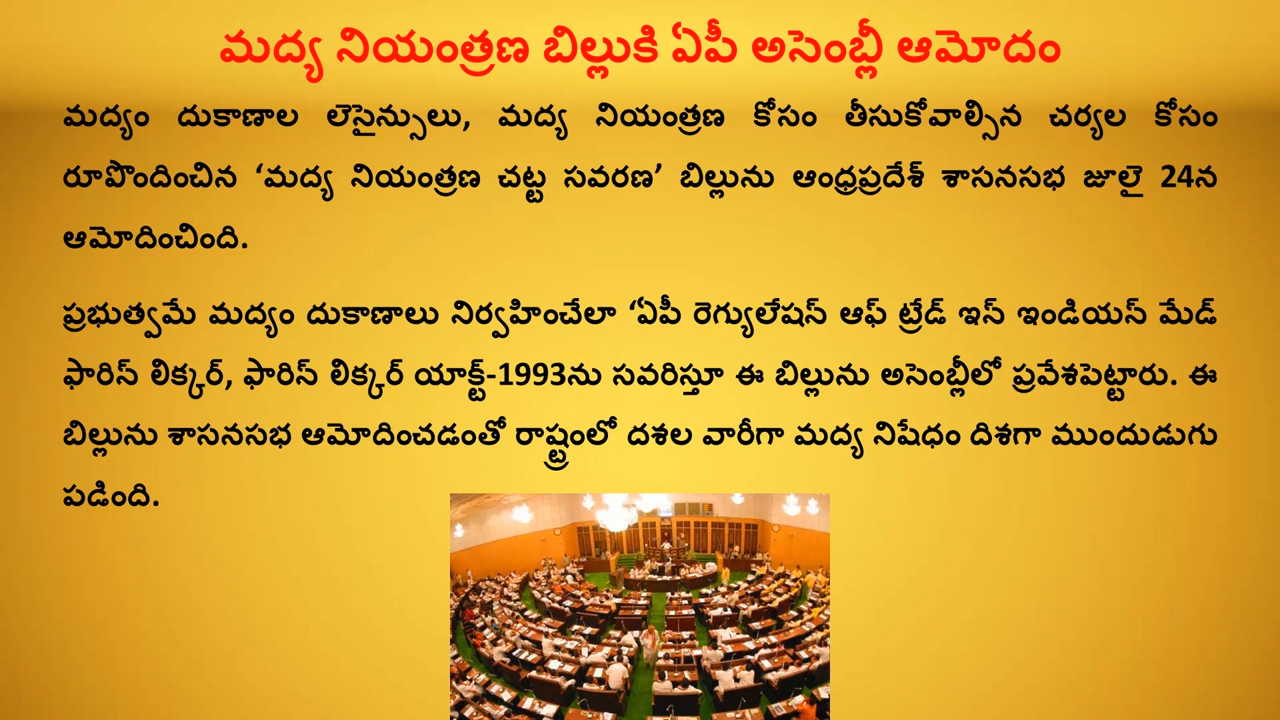 మద్య నియంత్రణ బిల్లుకి ఏపీ అసెంబ్లీ ఆమోదం
మద్యం దుకాణాల లెసైన్సులు, మద్య నియంత్రణ కోసం తీసుకోవాల్సిన చర్యల కోసం
రూపొందించిన ‘మద్య నియంత్రణ చట్ట సవరణ’ బిల్లును ఆంధ్రప్రదేశ్ శాసనసభ జూలై 24న
ఆమోదించింది.
ప్రభుత్వమే మద్యం దుకాణాలు నిర్వహించేలా ‘ఏపీ రెగ్యులేషన్ ఆఫ్ ట్రేడ్ ఇన్ ఇండియన్ మేడ్
ఫారిన్ లిక్కర్, ఫారిన్ లిక్కర్ యాక్ట్-1993ను సవరిస్తూ ఈ బిల్లును అసెంబ్లీలో ప్రవేశపెట్టారు. ఈ
బిల్లును శాసనసభ ఆమోదించడంతో రాష్ట్రంలో దశల వారీగా మద్య నిషేధం దిశగా ముందుడుగు
పడింది.